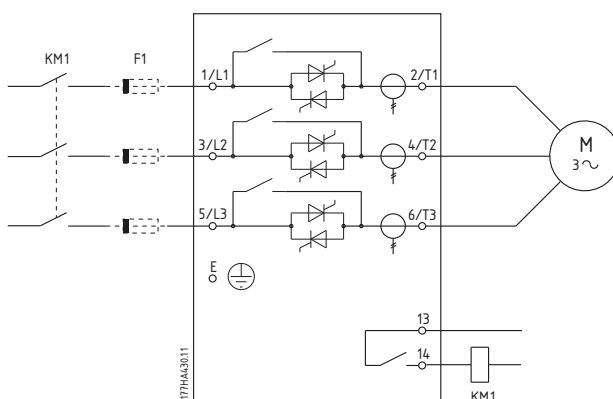 KM1
F1
1/L1
2/T1
3/L2
4/T2
M
3~
5/L3
6/T3
E
13
14
KM1
177HA430.11